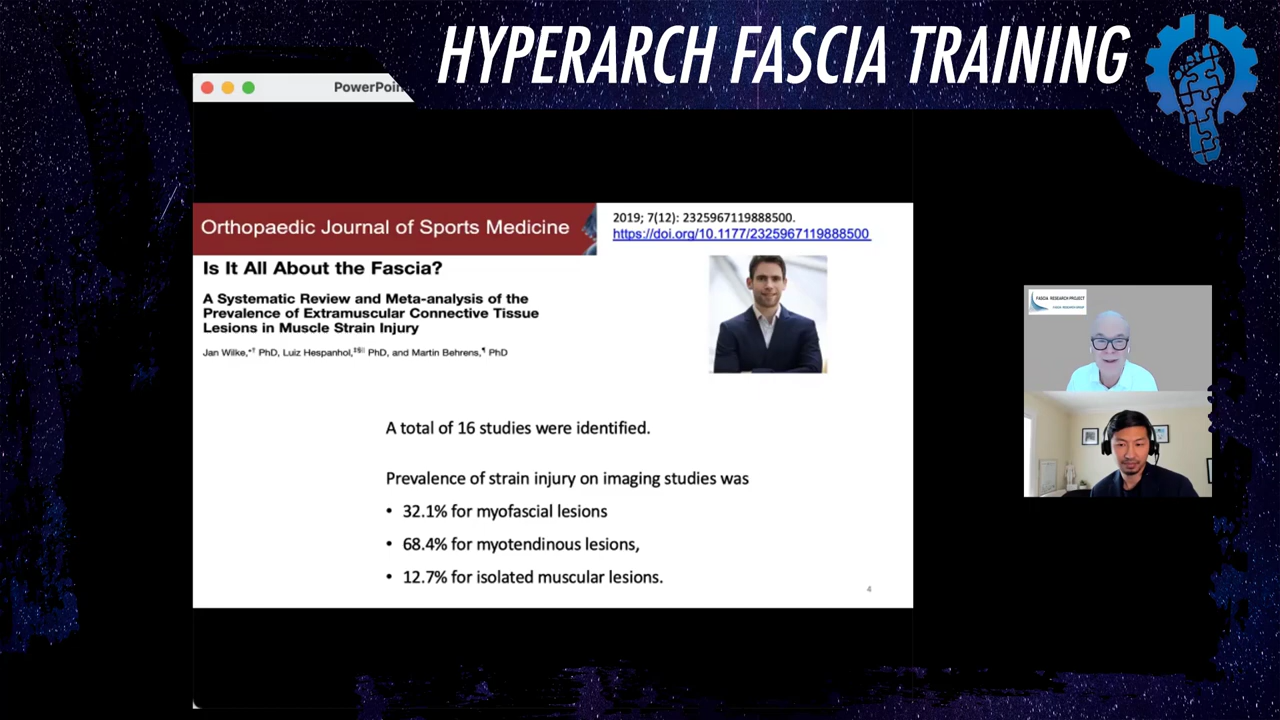 HYPERARCH FASCIA TRAINING
PowerPoin
Orthopaedic Journal of Sports Medicine
2019; 7(12): 2325967119888500.
https://doi.org/10.1177/2325967119888500
Is It All About the Fascia?
A Systematic Review and Meta-analysis of the
Prevalence of Extramuscular Connective Tissue
Lesions in Muscle Strain Injury
Jan Wilke,*† PhD, Luiz Hespanhol,‡§|| PhD, and Martin Behrens,¶ PhD
A total of 16 studies were identified.
Prevalence of strain injury on imaging studies was
• 32.1% for myofascial lesions
• 68.4% for myotendinous lesions,
• 12.7% for isolated muscular lesions.
4
FASCIA RESEARCH PROJECT